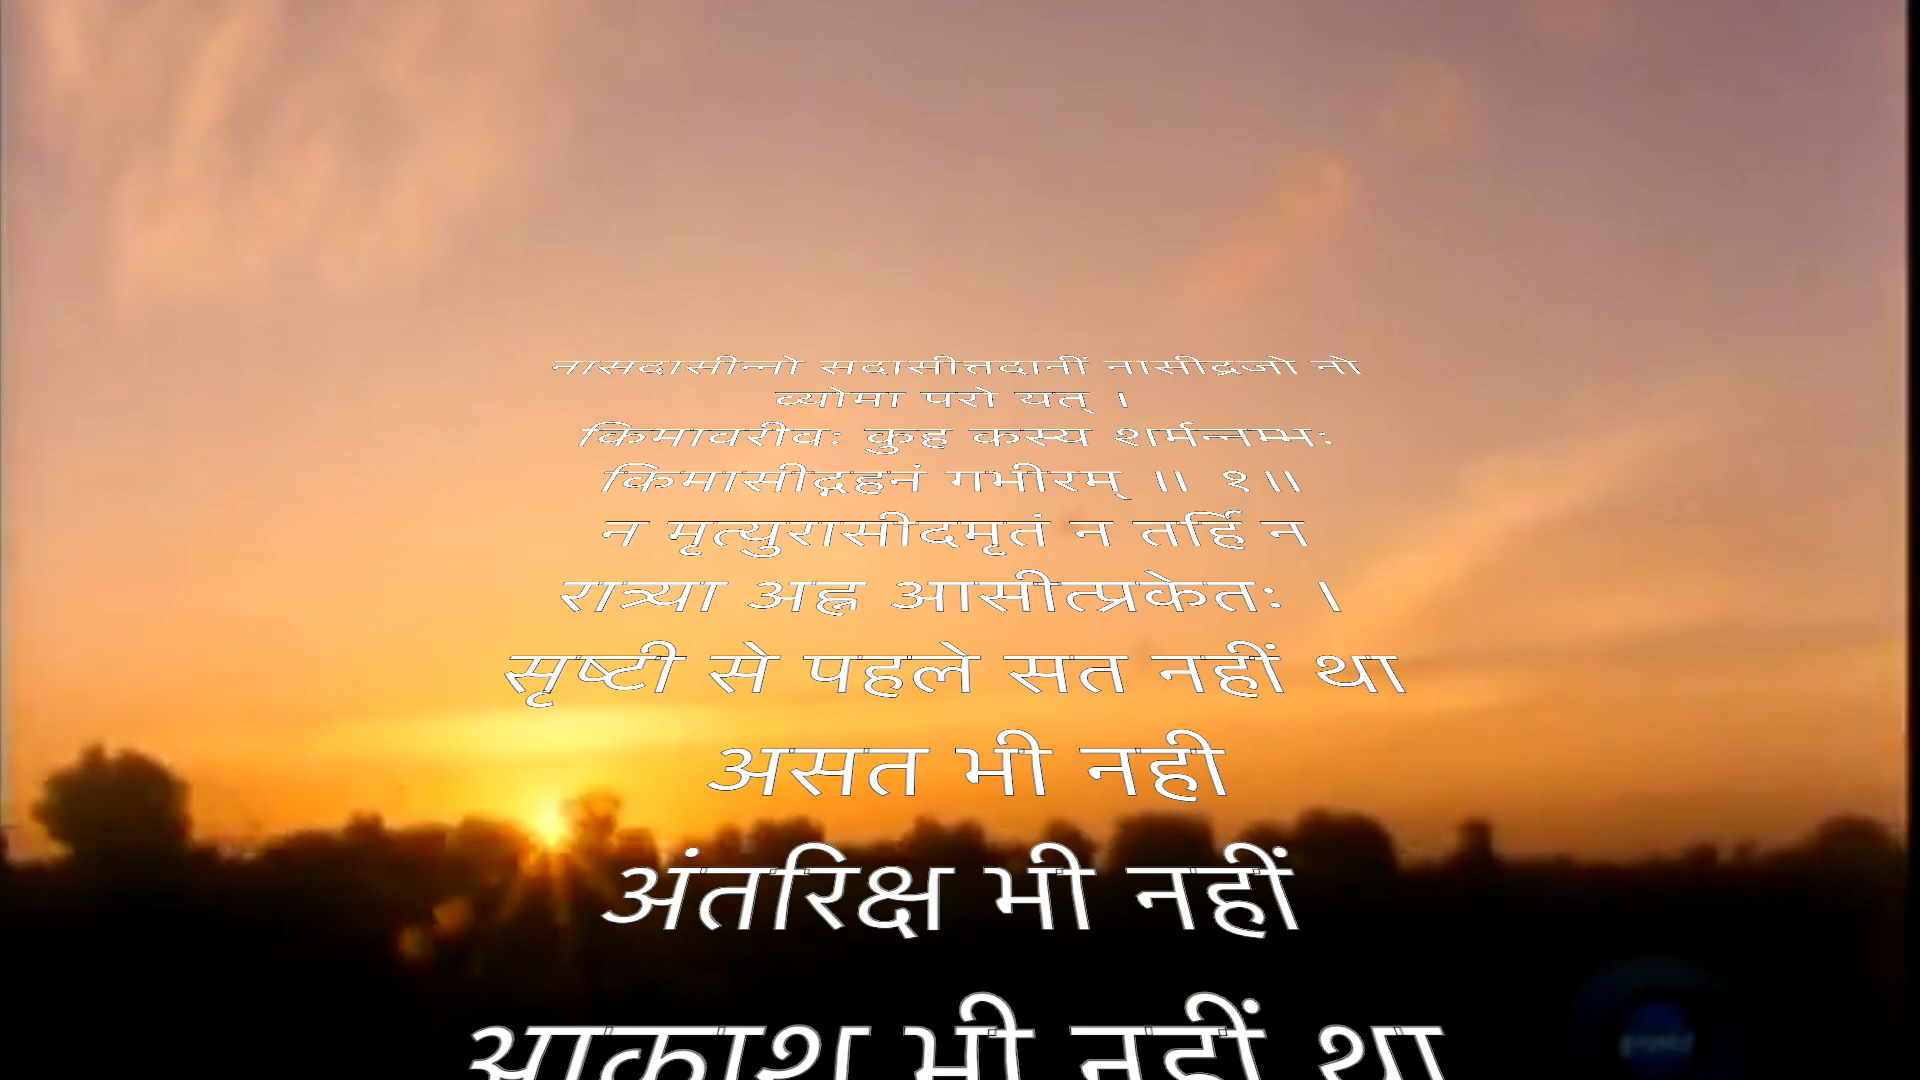 नासदासीन्नो सदासीत्तदानीं नासीद्रजो नो
व्योमा परो यत् ।
किमावरीवः कुह कस्य शर्मन्नम्भः
किमासीद्गहनं गभीरम् ॥ १॥
न मृत्युरासीदमृतं न तर्हि न
रात्र्या अह्न आसीत्प्रकेतः ।
सृष्टी से पहले सत नहीं था
असत भी नही
अंतरिक्ष भी नहीं
आकाश भी नहीं था